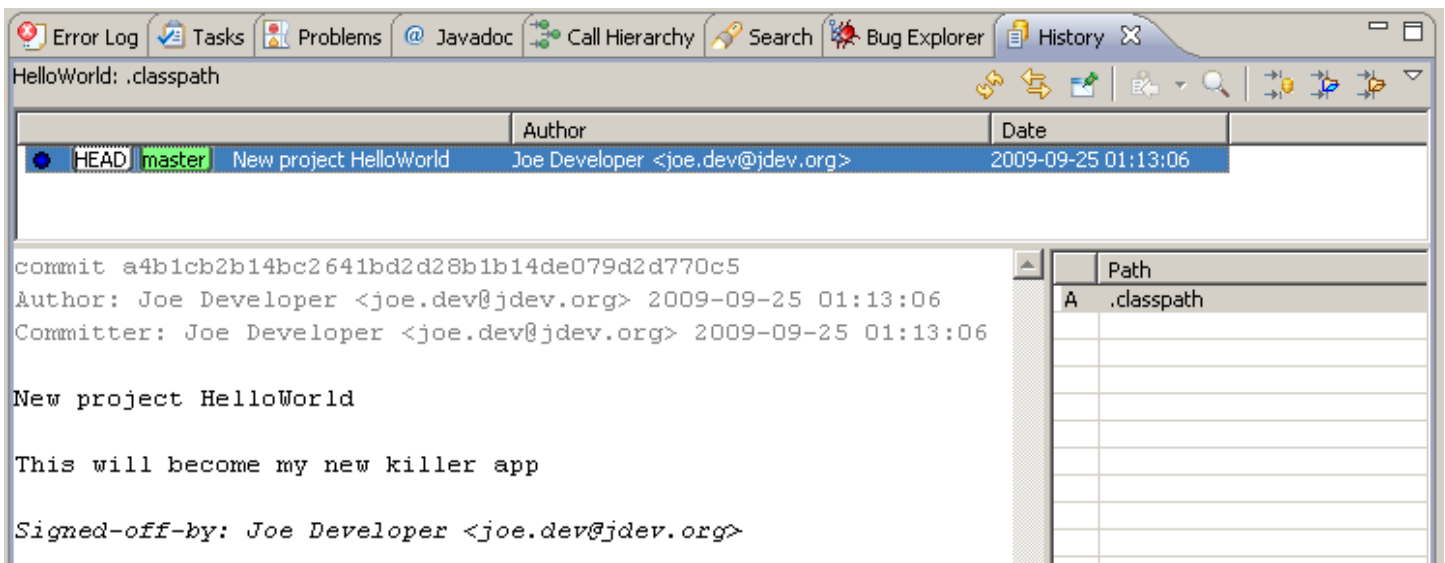 Error Log Tasks Problems @ Javadoc Call Hierarchy Search Bug Explorer History
HelloWorld: .classpath
Author Date
HEAD master New project HelloWorld Joe Developer <joe.dev@jdev.org> 2009-09-25 01:13:06
commit a4b1cb2b14bc2641bd2d28b1b14de079d2d770c5
Author: Joe Developer <joe.dev@jdev.org> 2009-09-25 01:13:06
Committer: Joe Developer <joe.dev@jdev.org> 2009-09-25 01:13:06
New project HelloWorld
This will become my new killer app
Signed-off-by: Joe Developer <joe.dev@jdev.org>
Path
A .classpath